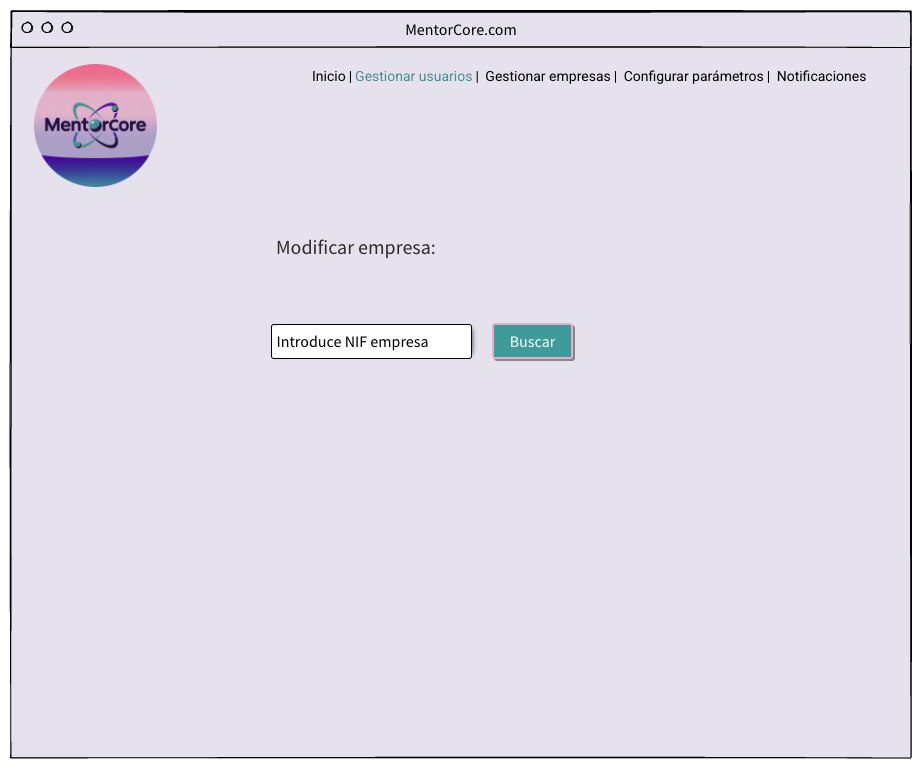 MentorCore.com
MentorCore
Inicio | Gestionar usuarios | Gestionar empresas | Configurar parámetros | Notificaciones
Modificar empresa:
Introduce NIF empresa
Buscar